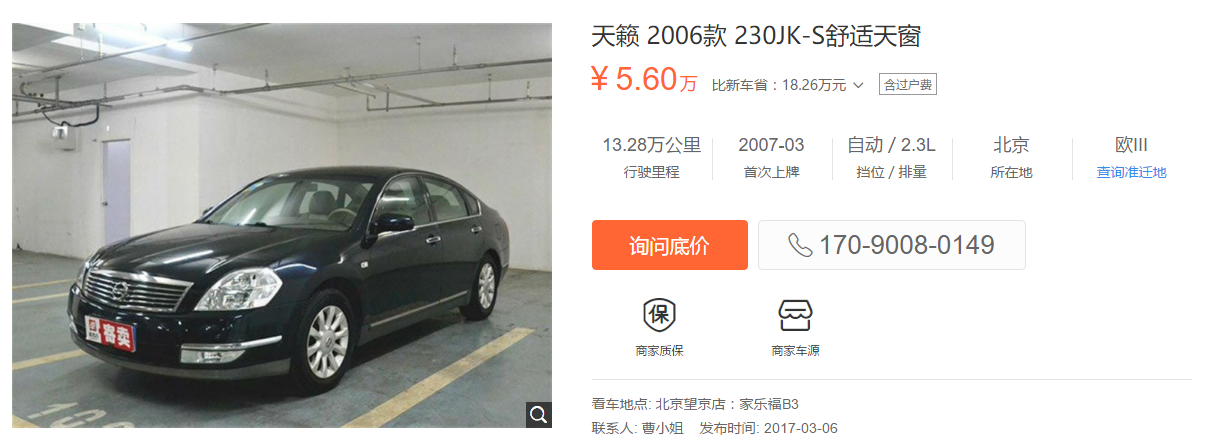 天籁 2006款 230JK-S舒适天窗
¥ 5.60万 比新车省：18.26万元 含过户费
13.28万公里 2007-03 自动 / 2.3L 北京 欧III
行驶里程 首次上牌 挡位 / 排量 所在地 查询准迁地
询问底价 170-9008-0149
保
商家质保 商家车源
寄卖
看车地点: 北京望京店：家乐福B3
联系人: 曹小姐 发布时间: 2017-03-06